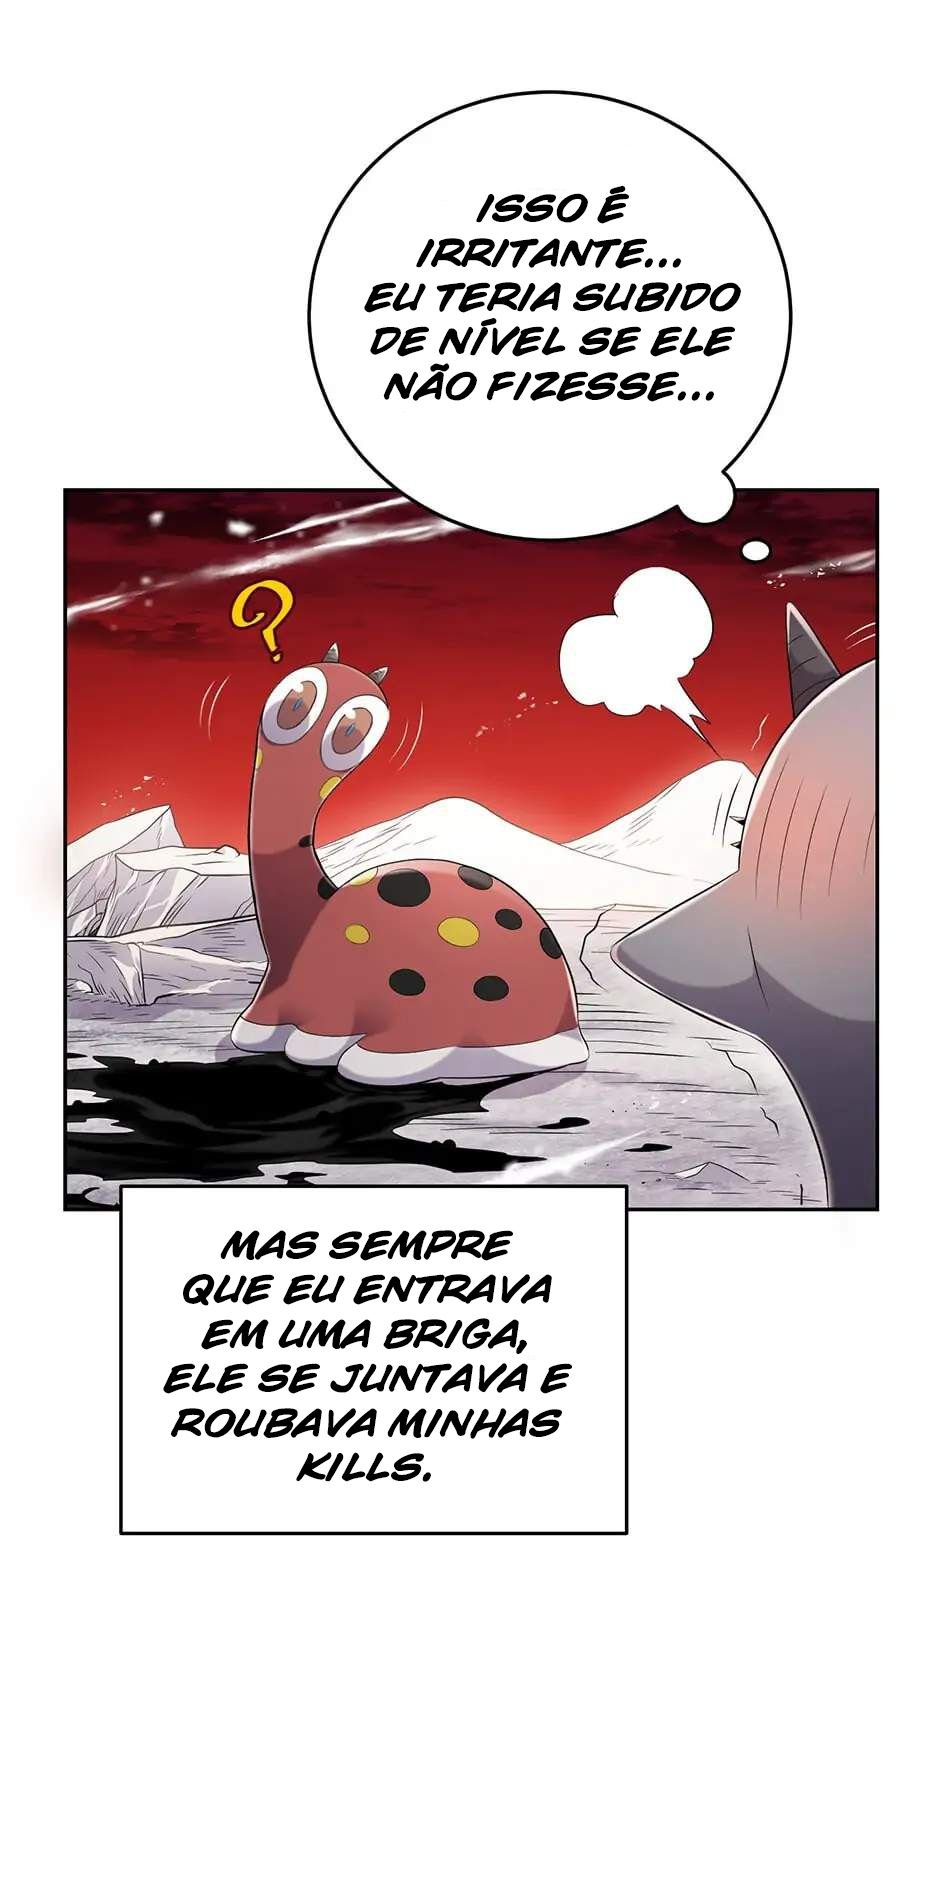 ISSO É
IRRITANTE...
EU TERIA SUBIDO
DE NÍVEL SE ELE
NÃO FIZESSE...
?
MAS SEMPRE
QUE EU ENTRAVA
EM UMA BRIGA,
ELE SE JUNTAVA E
ROUBAVA MINHAS
KILLS.